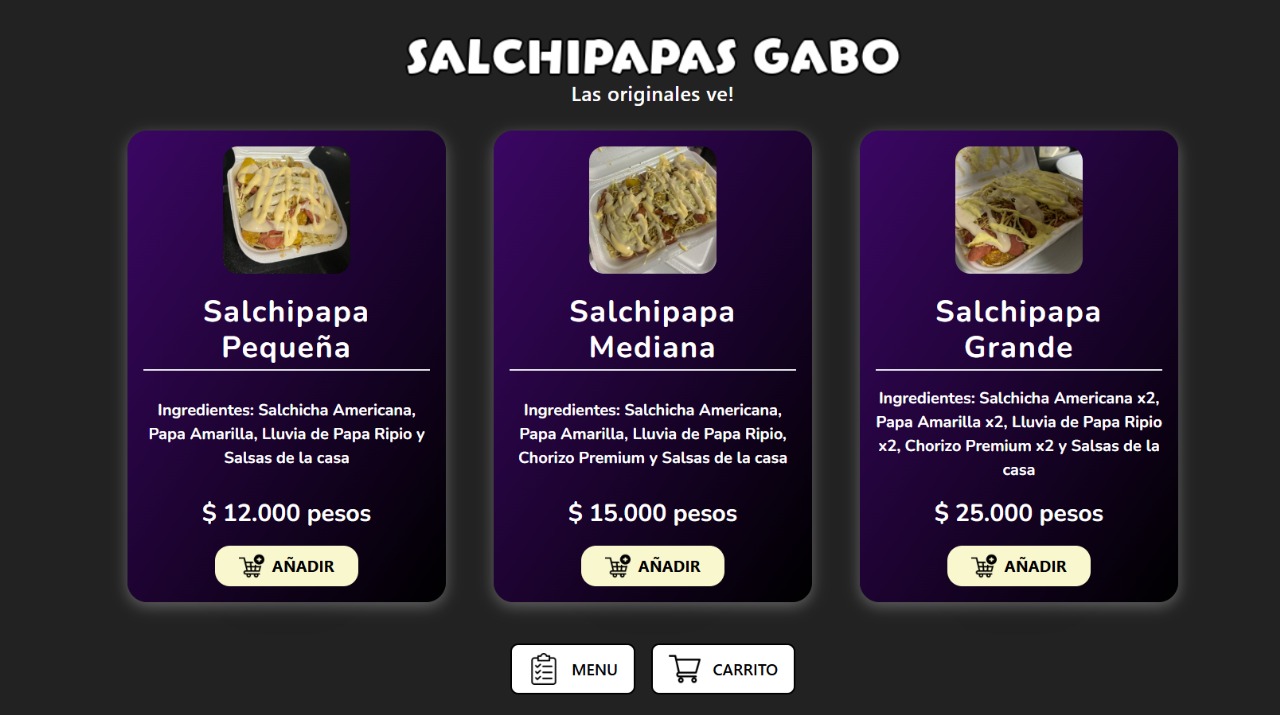 SALCHIPAPAS GABO
Las originales ve!
Salchipapa
Pequeña
Ingredientes: Salchicha Americana,
Papa Amarilla, Lluvia de Papa Ripio y
Salsas de la casa
$ 12.000 pesos
AÑADIR
Salchipapa
Mediana
Ingredientes: Salchicha Americana,
Papa Amarilla, Lluvia de Papa Ripio,
Chorizo Premium y Salsas de la casa
$ 15.000 pesos
AÑADIR
Salchipapa
Grande
Ingredientes: Salchicha Americana x2,
Papa Amarilla x2, Lluvia de Papa Ripio
x2, Chorizo Premium x2 y Salsas de la
casa
$ 25.000 pesos
AÑADIR
MENU
CARRITO